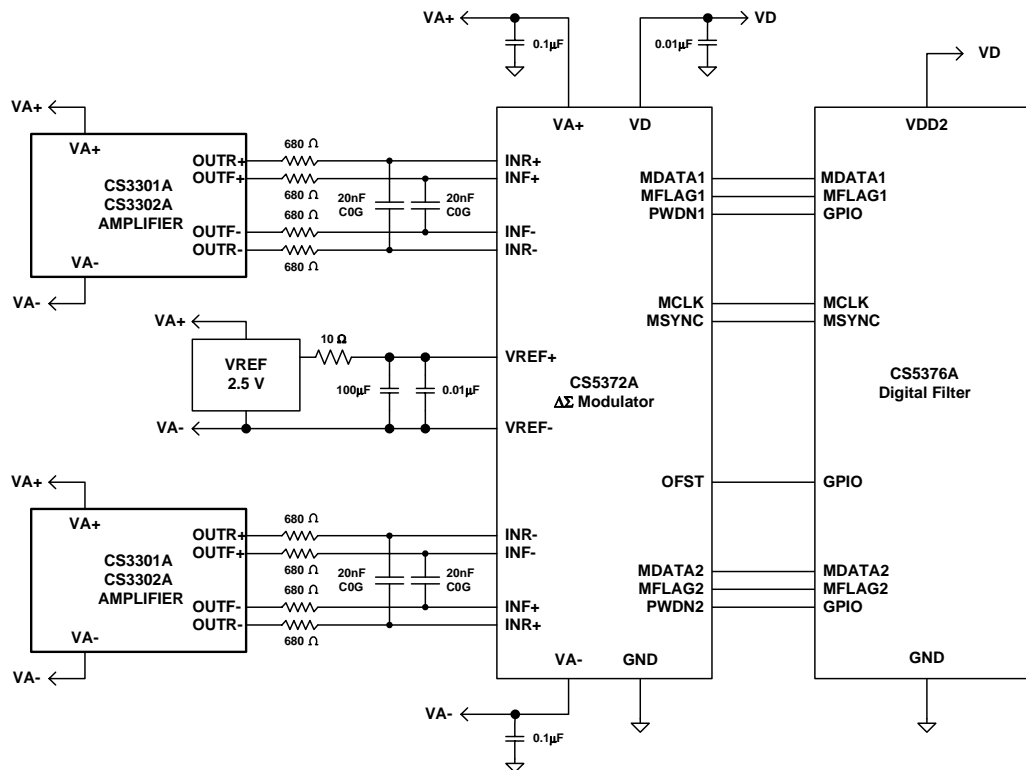 VA+
0.1µF
0.01µF
VD
VD
VA+
VA+
CS3301A
CS3302A
AMPLIFIER
VA-
VA-
OUTR+
OUTF+
OUTF-
OUTR-
680 Ω
680 Ω
680 Ω
680 Ω
20nF
C0G
20nF
C0G
VA+
VD
INR+
INF+
INF-
INR-
MDATA1
MFLAG1
PWDN1
VDD2
MDATA1
MFLAG1
GPIO
MCLK
MSYNC
MCLK
MSYNC
VA+
VREF
2.5 V
VA-
10 Ω
100µF
0.01µF
VREF+
VREF-
CS5372A
ΔΣ Modulator
CS5376A
Digital Filter
OFST
GPIO
VA+
VA+
CS3301A
CS3302A
AMPLIFIER
VA-
VA-
OUTR+
OUTF+
OUTF-
OUTR-
680 Ω
680 Ω
680 Ω
680 Ω
20nF
C0G
20nF
C0G
INR-
INF-
INF+
INR+
MDATA2
MFLAG2
PWDN2
MDATA2
MFLAG2
GPIO
VA-
GND
GND
VA-
0.1µF